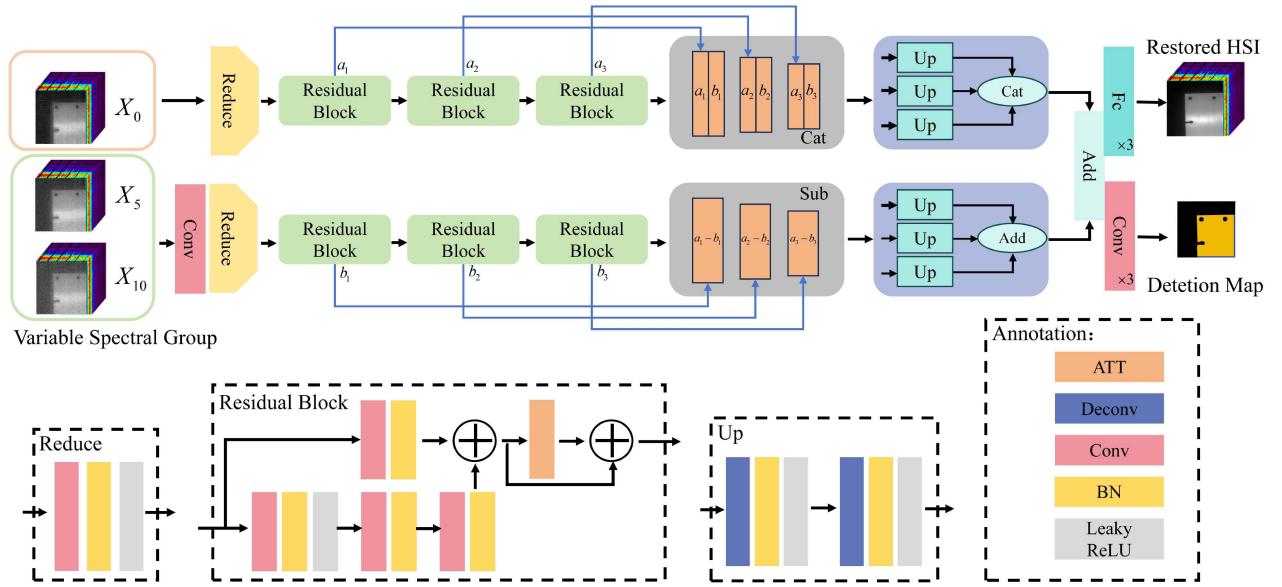 X₀
Reduce
a₁
Residual
Block
a₂
Residual
Block
a₃
Residual
Block
a₁ b₁
a₂ b₂
a₃ b₃
Cat
Up
Up
Up
Cat
Restored HSI
Fc
×3
Add
X₅
X₁₀
Variable Spectral Group
Conv
Reduce
Residual
Block
b₁
Residual
Block
b₂
Residual
Block
b₃
Sub
a₁ − b₁
a₂ − b₂
a₃ − b₃
Up
Up
Up
Add
Conv
×3
Detetion Map
Reduce
Residual Block
Up
Annotation：
ATT
Deconv
Conv
BN
Leaky
ReLU